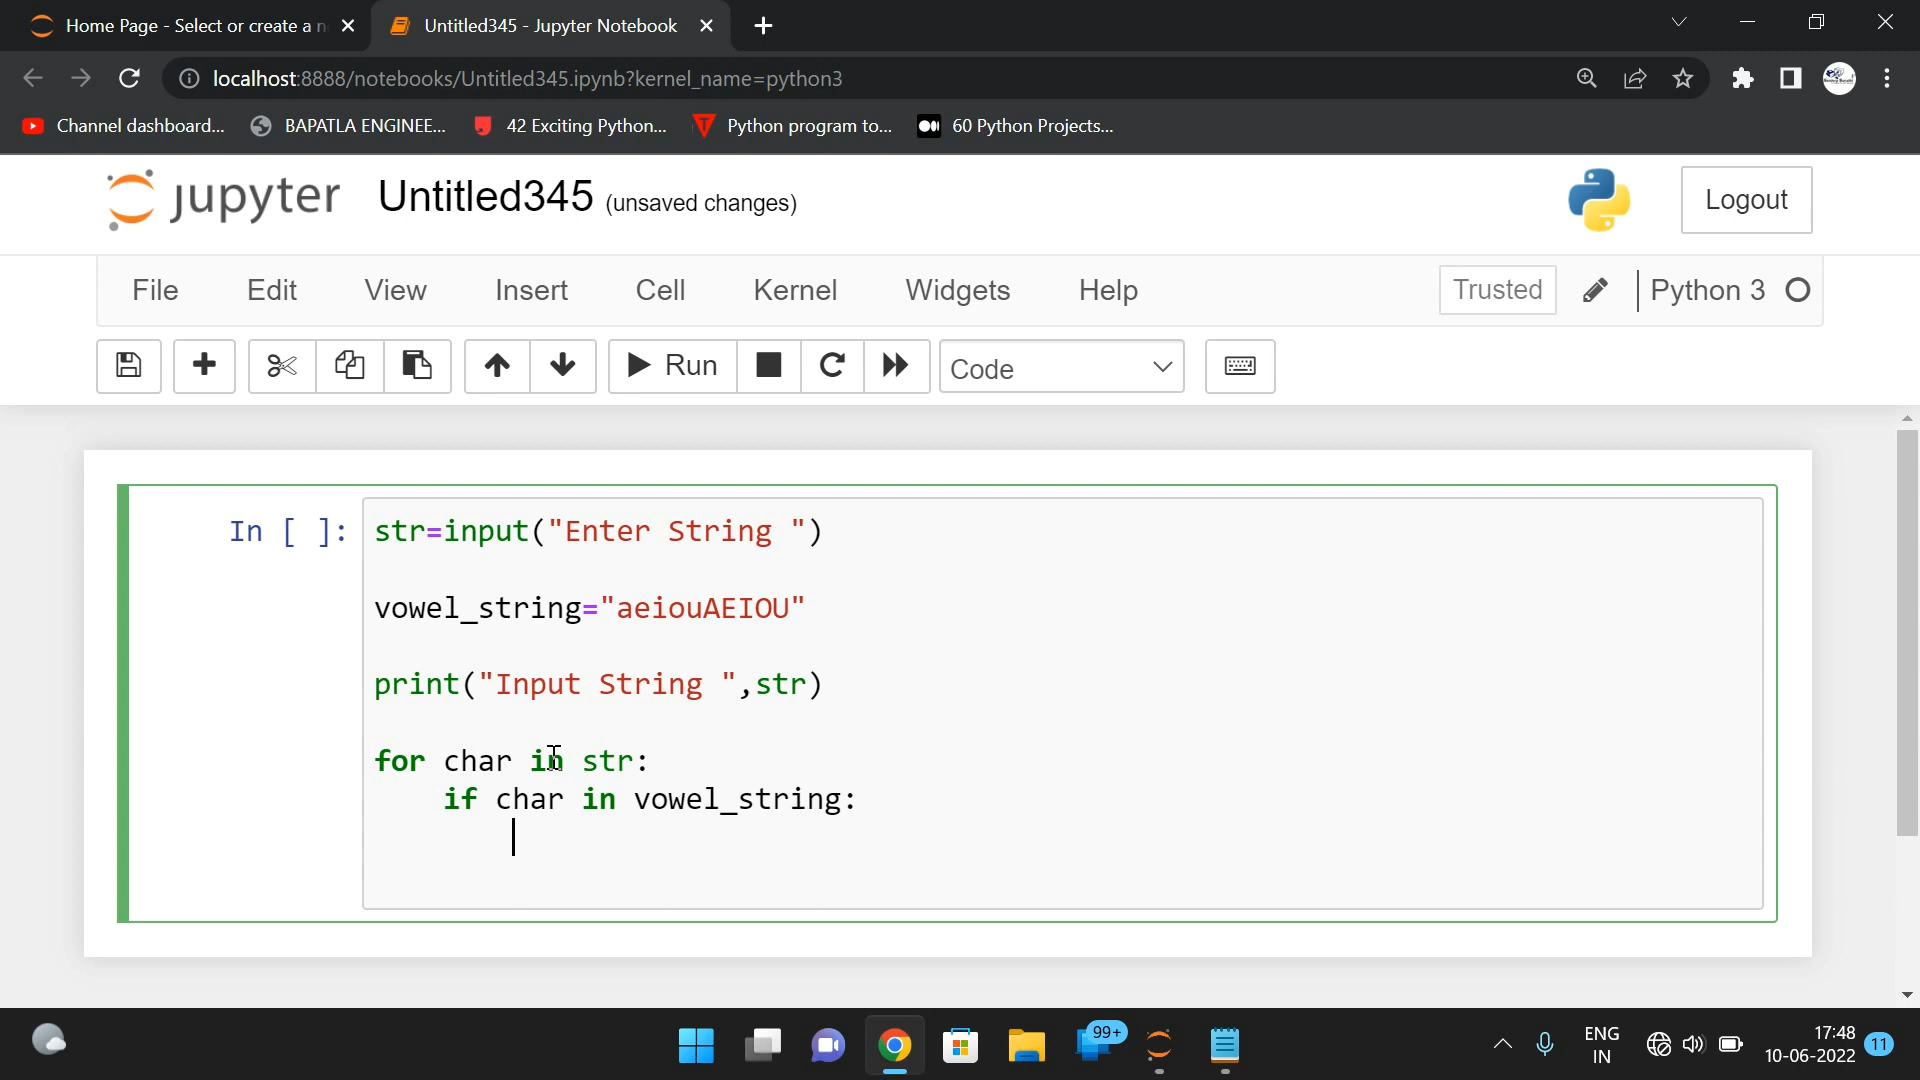 Home Page - Select or create a n
Untitled345 - Jupyter Notebook
localhost:8888/notebooks/Untitled345.ipynb?kernel_name=python3
Channel dashboard...
BAPATLA ENGINEE...
42 Exciting Python...
Python program to...
60 Python Projects...
jupyter Untitled345 (unsaved changes)
Logout
File Edit View Insert Cell Kernel Widgets Help
Trusted
Python 3
Run
Code
In [ ]:
str=input("Enter String ")
vowel_string="aeiouAEIOU"
print("Input String ",str)
for char in str:
    if char in vowel_string:
99+
ENG
IN
17:48
10-06-2022
11